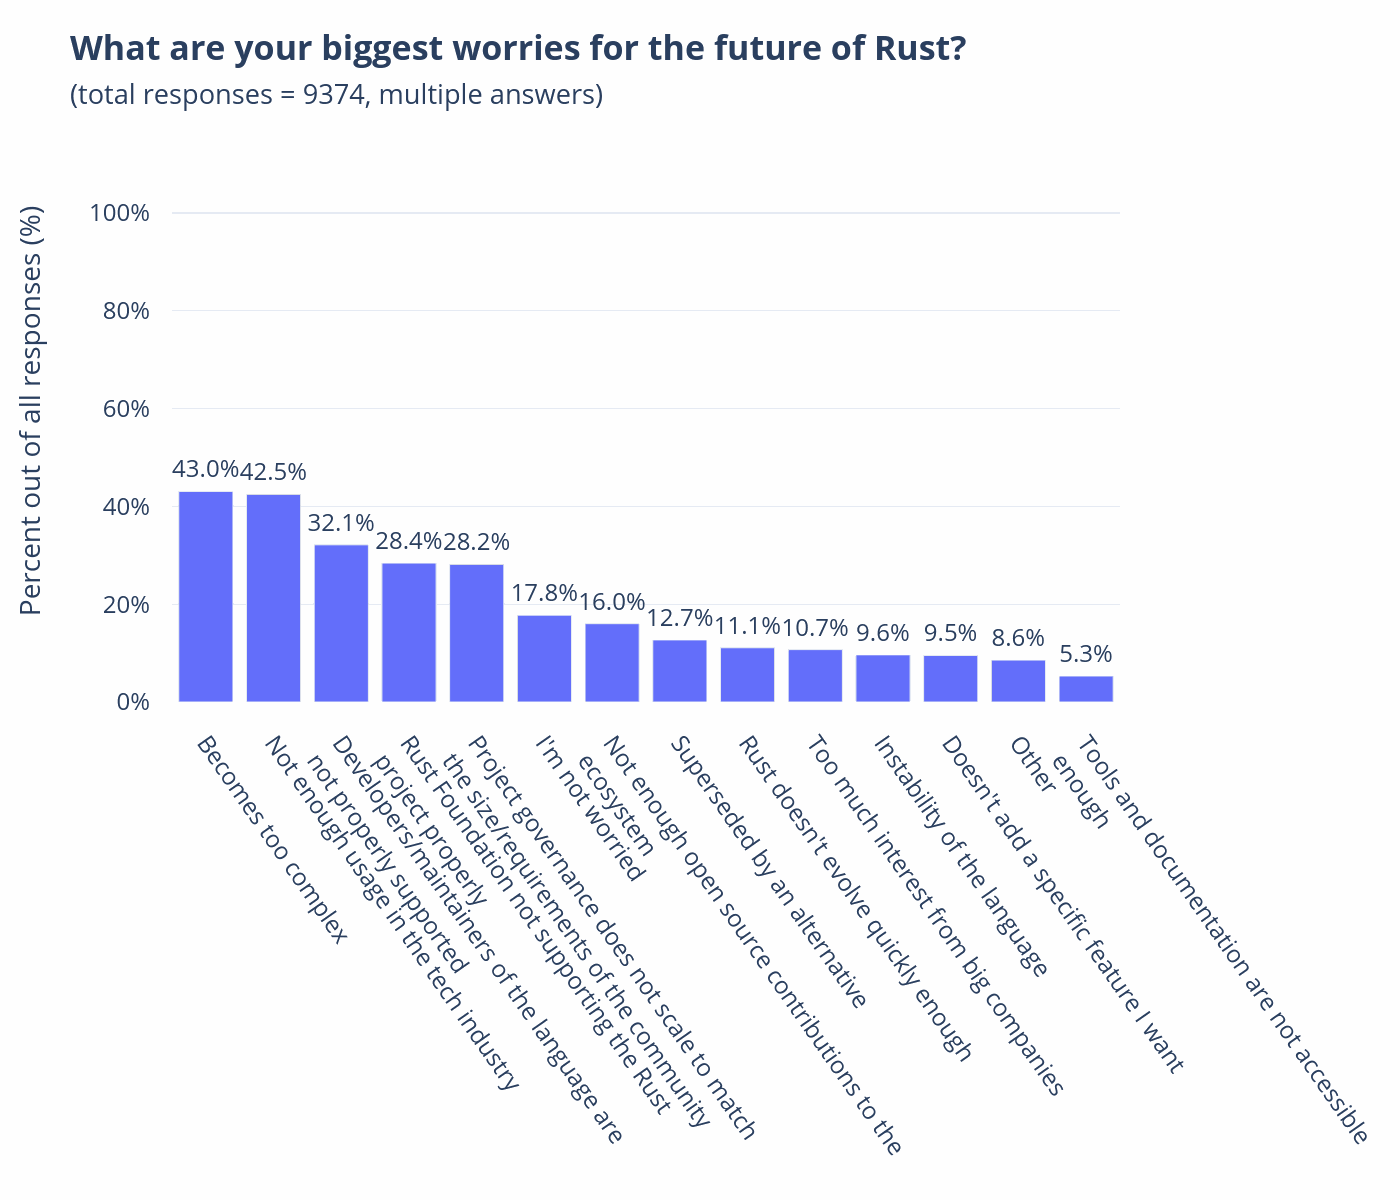 What are your biggest worries for the future of Rust?
(total responses = 9374, multiple answers)
Percent out of all responses (%)
100%
80%
60%
40%
20%
0%
43.0%
42.5%
32.1%
28.4%
28.2%
17.8%
16.0%
12.7%
11.1%
10.7%
9.6%
9.5%
8.6%
5.3%
Becomes too complex
Not enough usage in the tech industry
Developers/maintainers of the language are
not properly supported
Rust Foundation not supporting the Rust
project properly
Project governance does not scale to match
the size/requirements of the community
I'm not worried
Not enough open source contributions to the
ecosystem
Superseded by an alternative
Rust doesn't evolve quickly enough
Too much interest from big companies
Instability of the language
Doesn't add a specific feature I want
Other
Tools and documentation are not accessible
enough